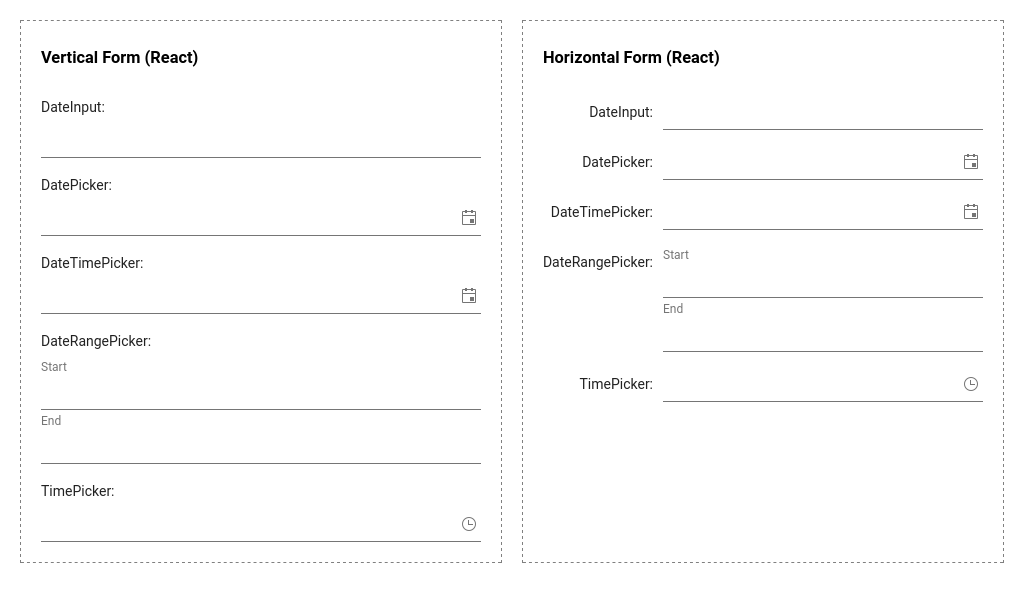 Vertical Form (React)
DateInput:
DatePicker:
DateTimePicker:
DateRangePicker:
Start
End
TimePicker:
Horizontal Form (React)
DateInput:
DatePicker:
DateTimePicker:
DateRangePicker:
Start
End
TimePicker: